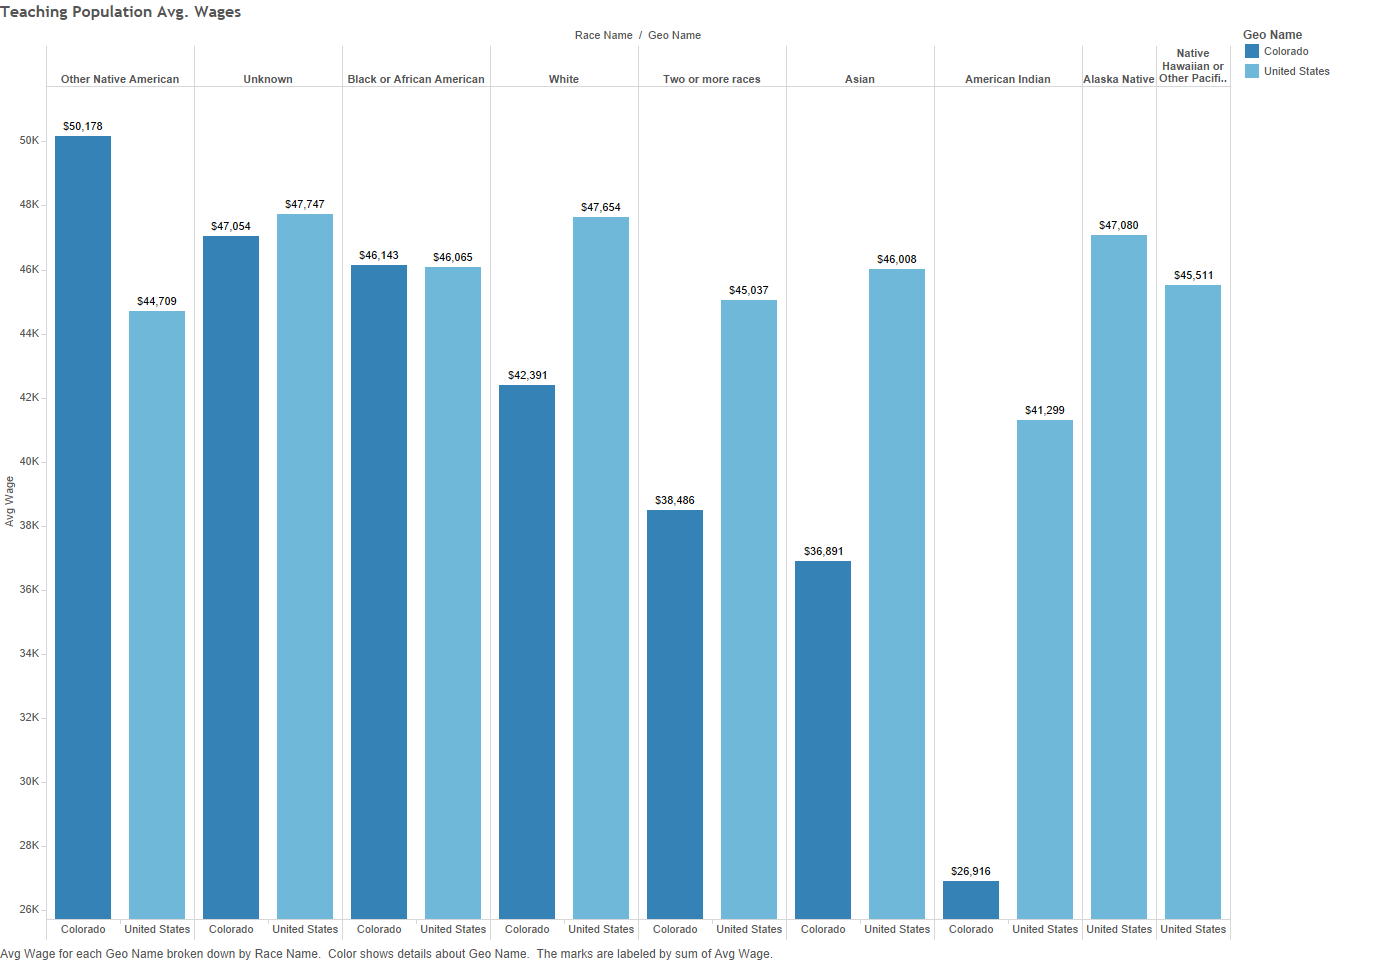 Teaching Population Avg. Wages
Race Name / Geo Name
Geo Name
Colorado
United States
Other Native American
Unknown
Black or African American
White
Two or more races
Asian
American Indian
Alaska Native
Native
Hawaiian or
Other Pacifi..
Avg Wage
50K
48K
46K
44K
42K
40K
38K
36K
34K
32K
30K
28K
26K
$50,178
$44,709
$47,054
$47,747
$46,143
$46,065
$42,391
$47,654
$38,486
$45,037
$36,891
$46,008
$26,916
$41,299
$47,080
$45,511
Colorado United States Colorado United States Colorado United States Colorado United States Colorado United States Colorado United States Colorado United States United States United States
Avg Wage for each Geo Name broken down by Race Name. Color shows details about Geo Name. The marks are labeled by sum of Avg Wage.